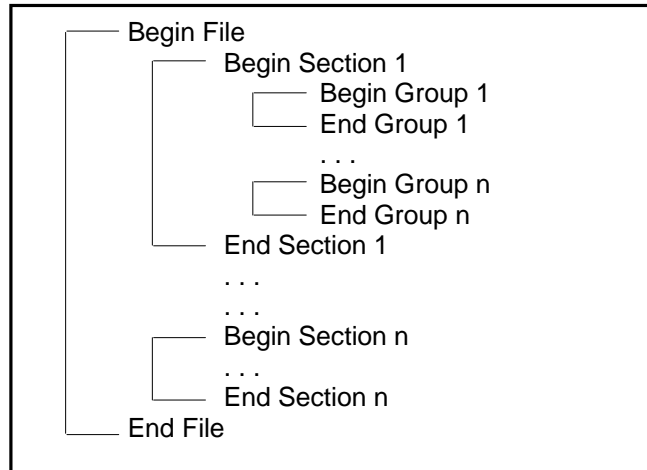 Begin File
Begin Section 1
Begin Group 1
End Group 1
. . .
Begin Group n
End Group n
End Section 1
. . .
. . .
Begin Section n
. . .
End Section n
End File